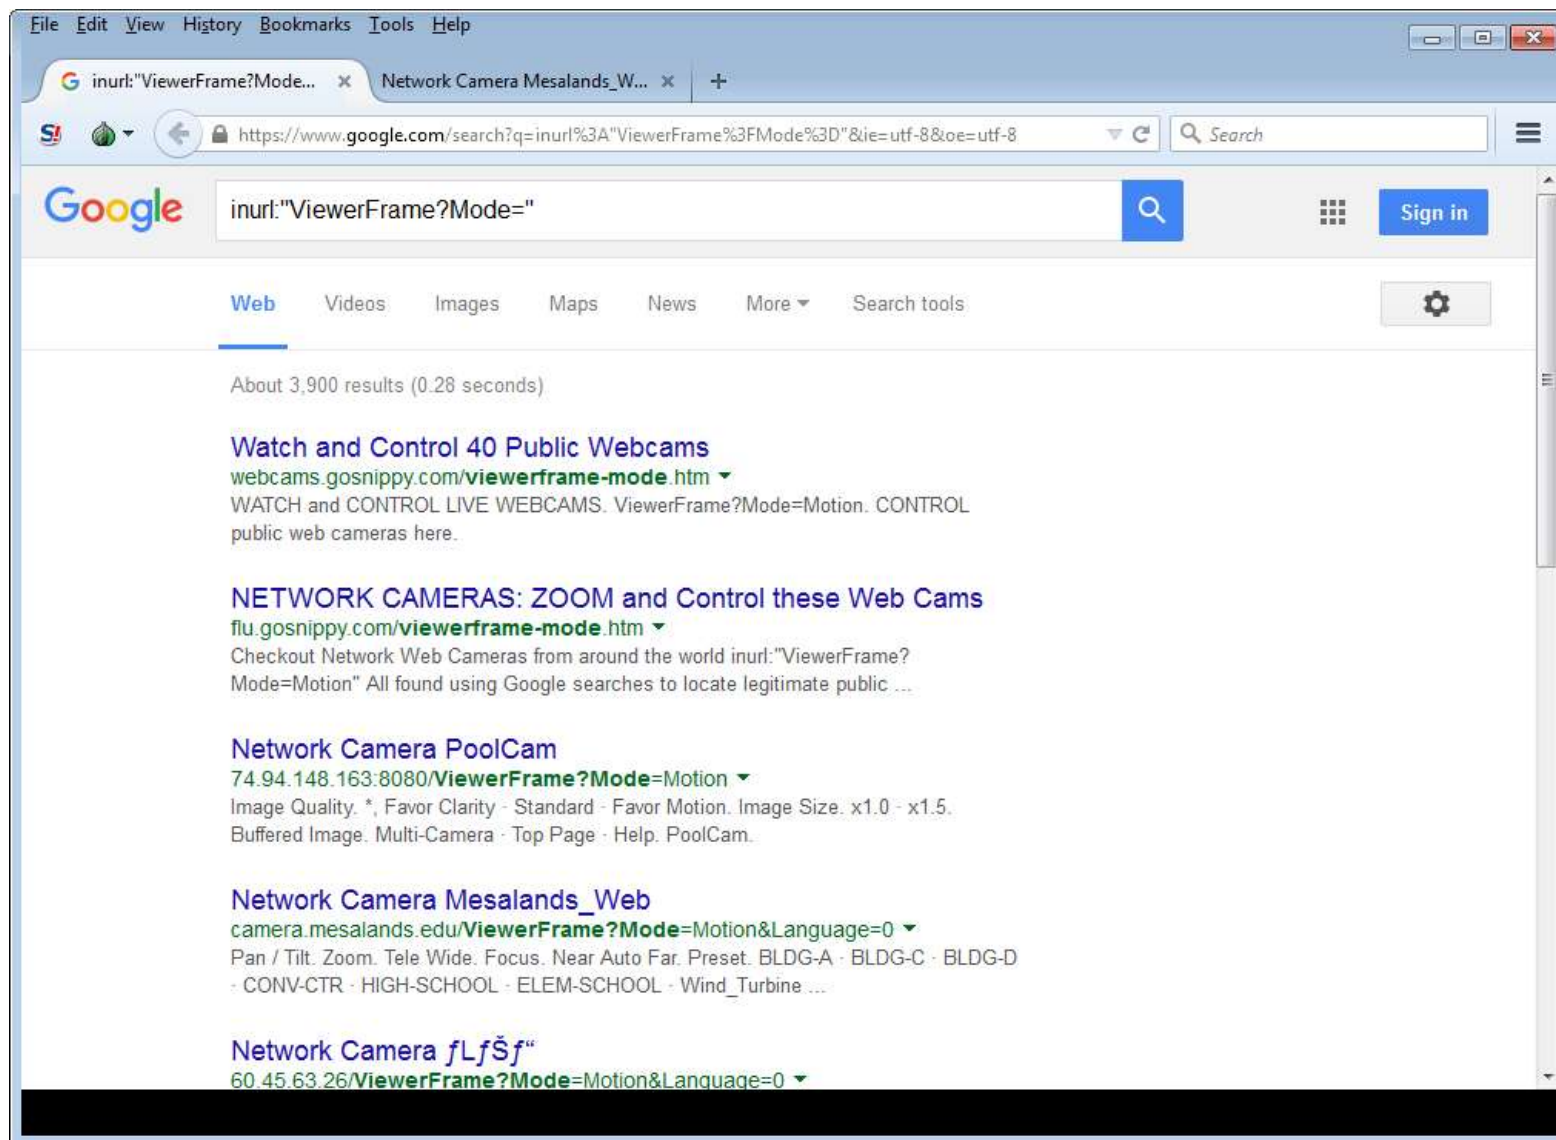 File Edit View History Bookmarks Tools Help
inurl:"ViewerFrame?Mode... Network Camera Mesalands_W...
S! https://www.google.com/search?q=inurl%3A"ViewerFrame%3FMode%3D"&ie=utf-8&oe=utf-8 Search
Google inurl:"ViewerFrame?Mode=" Sign in
Web Videos Images Maps News More Search tools
About 3,900 results (0.28 seconds)
Watch and Control 40 Public Webcams
webcams.gosnippy.com/viewerframe-mode.htm
WATCH and CONTROL LIVE WEBCAMS. ViewerFrame?Mode=Motion. CONTROL
public web cameras here.
NETWORK CAMERAS: ZOOM and Control these Web Cams
flu.gosnippy.com/viewerframe-mode.htm
Checkout Network Web Cameras from around the world inurl:"ViewerFrame?
Mode=Motion" All found using Google searches to locate legitimate public ...
Network Camera PoolCam
74.94.148.163:8080/ViewerFrame?Mode=Motion
Image Quality. *, Favor Clarity · Standard · Favor Motion. Image Size. x1.0 · x1.5.
Buffered Image. Multi-Camera · Top Page · Help. PoolCam.
Network Camera Mesalands_Web
camera.mesalands.edu/ViewerFrame?Mode=Motion&Language=0
Pan / Tilt. Zoom. Tele Wide. Focus. Near Auto Far. Preset. BLDG-A · BLDG-C · BLDG-D
· CONV-CTR · HIGH-SCHOOL · ELEM-SCHOOL · Wind_Turbine ...
Network Camera ƒLƒŠƒ“
60.45.63.26/ViewerFrame?Mode=Motion&Language=0